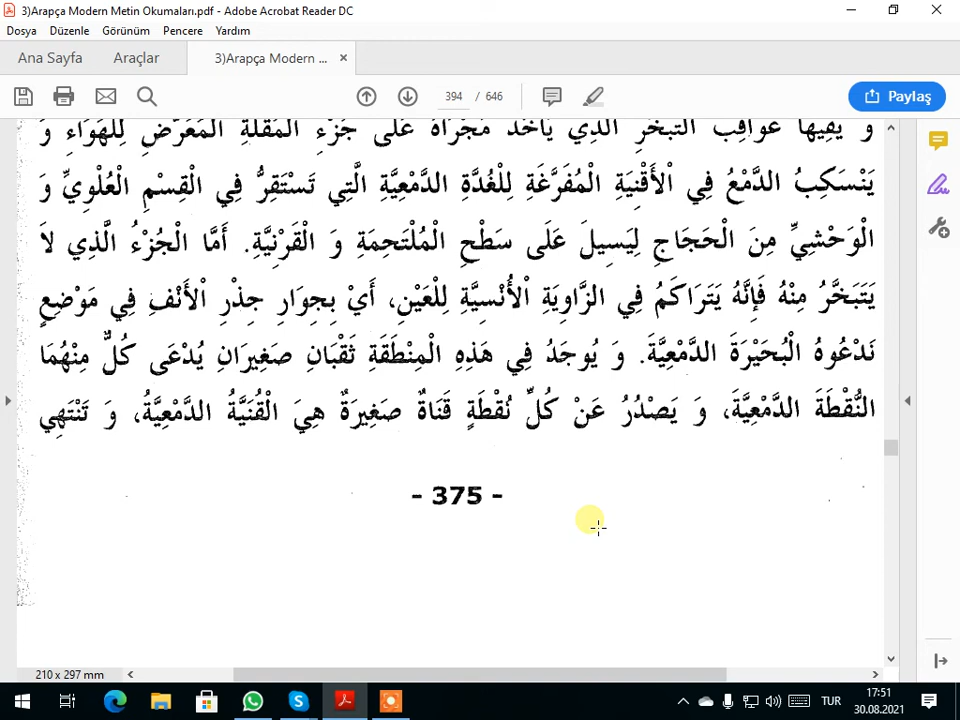 3)Arapça Modern Metin Okumaları.pdf - Adobe Acrobat Reader DC
Dosya Düzenle Görünüm Pencere Yardım
Ana Sayfa Araçlar 3)Arapça Modern ...
394 / 646 Paylaş
وَ يَقِيهَا عَوَاقِبَ التَّبَخُّرِ الَّذِي يَأْخُذُ مَجْرَاهُ عَلَى جُزْءِ الْمُقْلَةِ الْمُعَرَّضِ لِلْهَوَاءِ وَ
يَنْسَكِبُ الدَّمْعُ فِي الْأَقْنِيَةِ الْمُفَرِّغَةِ لِلْغُدَّةِ الدَّمْعِيَّةِ الَّتِي تَسْتَقِرُّ فِي الْقِسْمِ الْعُلْوِيِّ وَ
الْوَحْشِيِّ مِنَ الْحَجَاجِ لِيَسِيلَ عَلَى سَطْحِ الْمُلْتَحِمَةِ وَ الْقَرْنِيَّةِ. أَمَّا الْجُزْءُ الَّذِي لاَ
يَتَبَخَّرُ مِنْهُ فَإِنَّهُ يَتَرَاكَمُ فِي الزَّاوِيَةِ الْأُنْسِيَّةِ لِلْعَيْنِ، أَيْ بِجِوَارِ جِذْرِ الْأَنْفِ فِي مَوْضِعٍ
نَدْعُوهُ الْبُحَيْرَةَ الدَّمْعِيَّةَ. وَ يُوجَدُ فِي هَذِهِ الْمِنْطَقَةِ ثَقْبَانِ صَغِيرَانِ يُدْعَى كُلٌّ مِنْهُمَا
النُّقْطَةَ الدَّمْعِيَّةَ، وَ يَصْدُرُ عَنْ كُلِّ نُقْطَةٍ قَنَاةٌ صَغِيرَةٌ هِيَ الْقُنَيَّةُ الدَّمْعِيَّةُ، وَ تَنْتَهِي
- 375 -
210 x 297 mm
TUR 17:51
30.08.2021